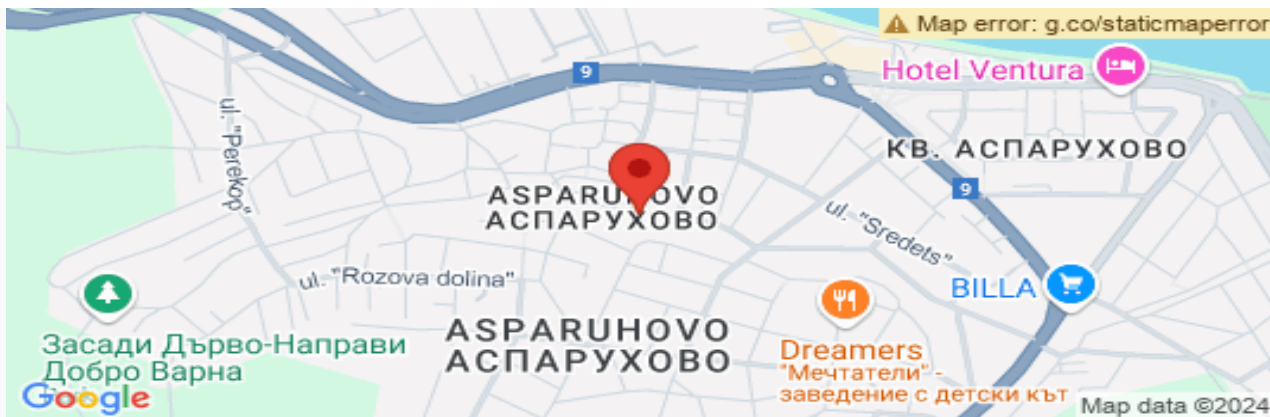 Map error: g.co/staticmaperror
9
Hotel Ventura
ul. "Perekop"
КВ. АСПАРУХОВО
9
ASPARUHOVO
АСПАРУХОВО
ul. "Sredets"
ul. "Rozova dolina"
BILLA
ASPARUHOVO
АСПАРУХОВО
Засади Дърво-Направи
Добро Варна
Dreamers
"Мечтатели" -
заведение с детски кът
Google
Map data ©2024